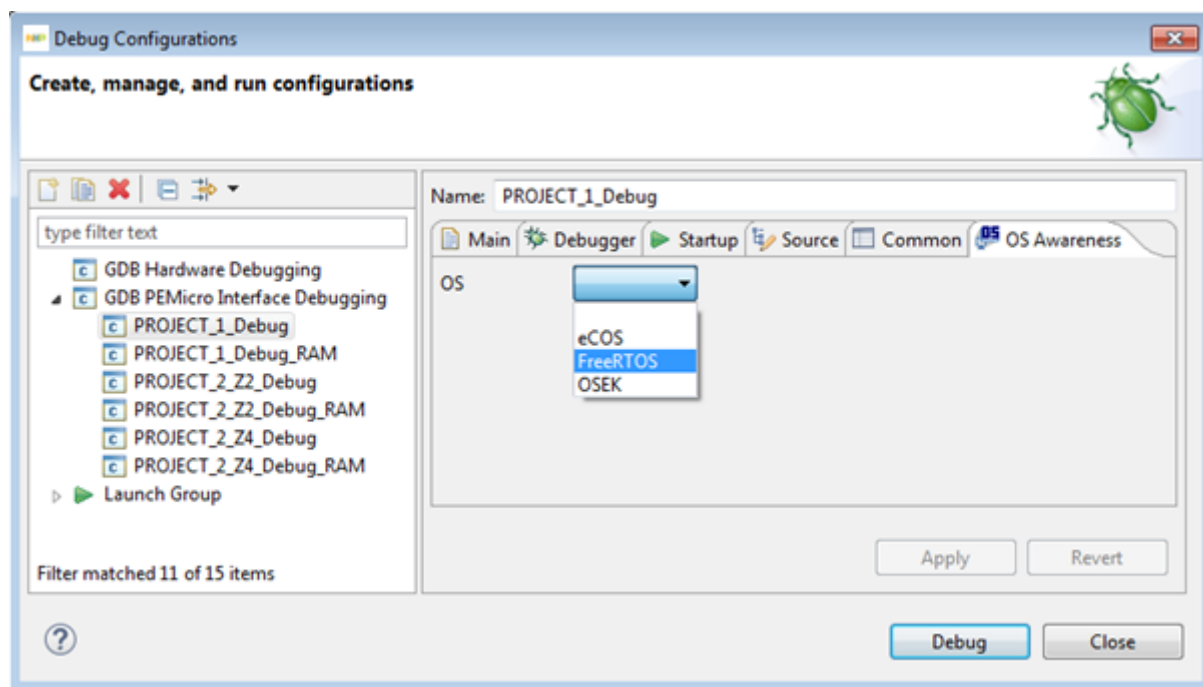 Debug Configurations
Create, manage, and run configurations
type filter text
GDB Hardware Debugging
GDB PEMicro Interface Debugging
PROJECT_1_Debug
PROJECT_1_Debug_RAM
PROJECT_2_Z2_Debug
PROJECT_2_Z2_Debug_RAM
PROJECT_2_Z4_Debug
PROJECT_2_Z4_Debug_RAM
Launch Group
Filter matched 11 of 15 items
Name: PROJECT_1_Debug
Main Debugger Startup Source Common OS Awareness
OS
eCOS
FreeRTOS
OSEK
Apply Revert
Debug Close